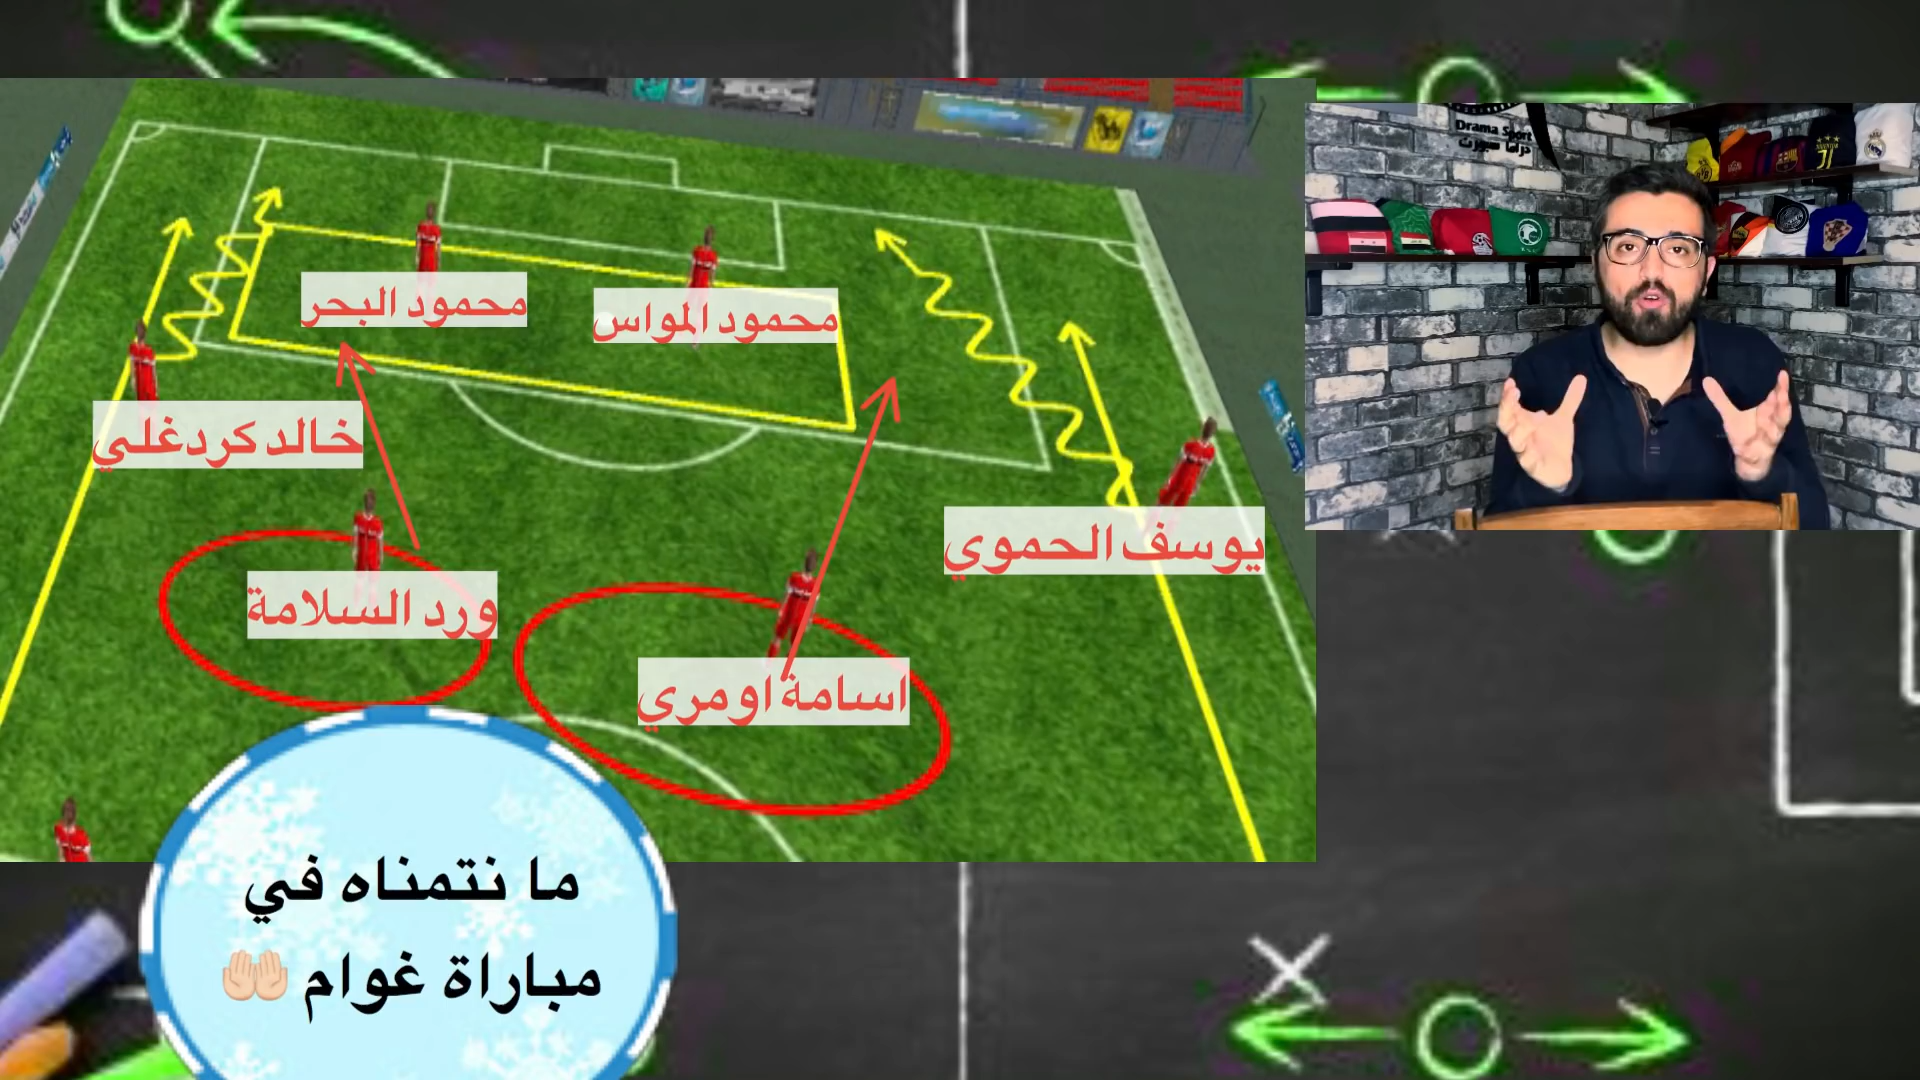 Drama Sport
دراما سبورت
محمود البحر
محمود المواس
خالد كردغلي
يوسف الحموي
ورد السلامة
اسامة اومري
ما نتمناه في
مباراة غوام 🤲🏻